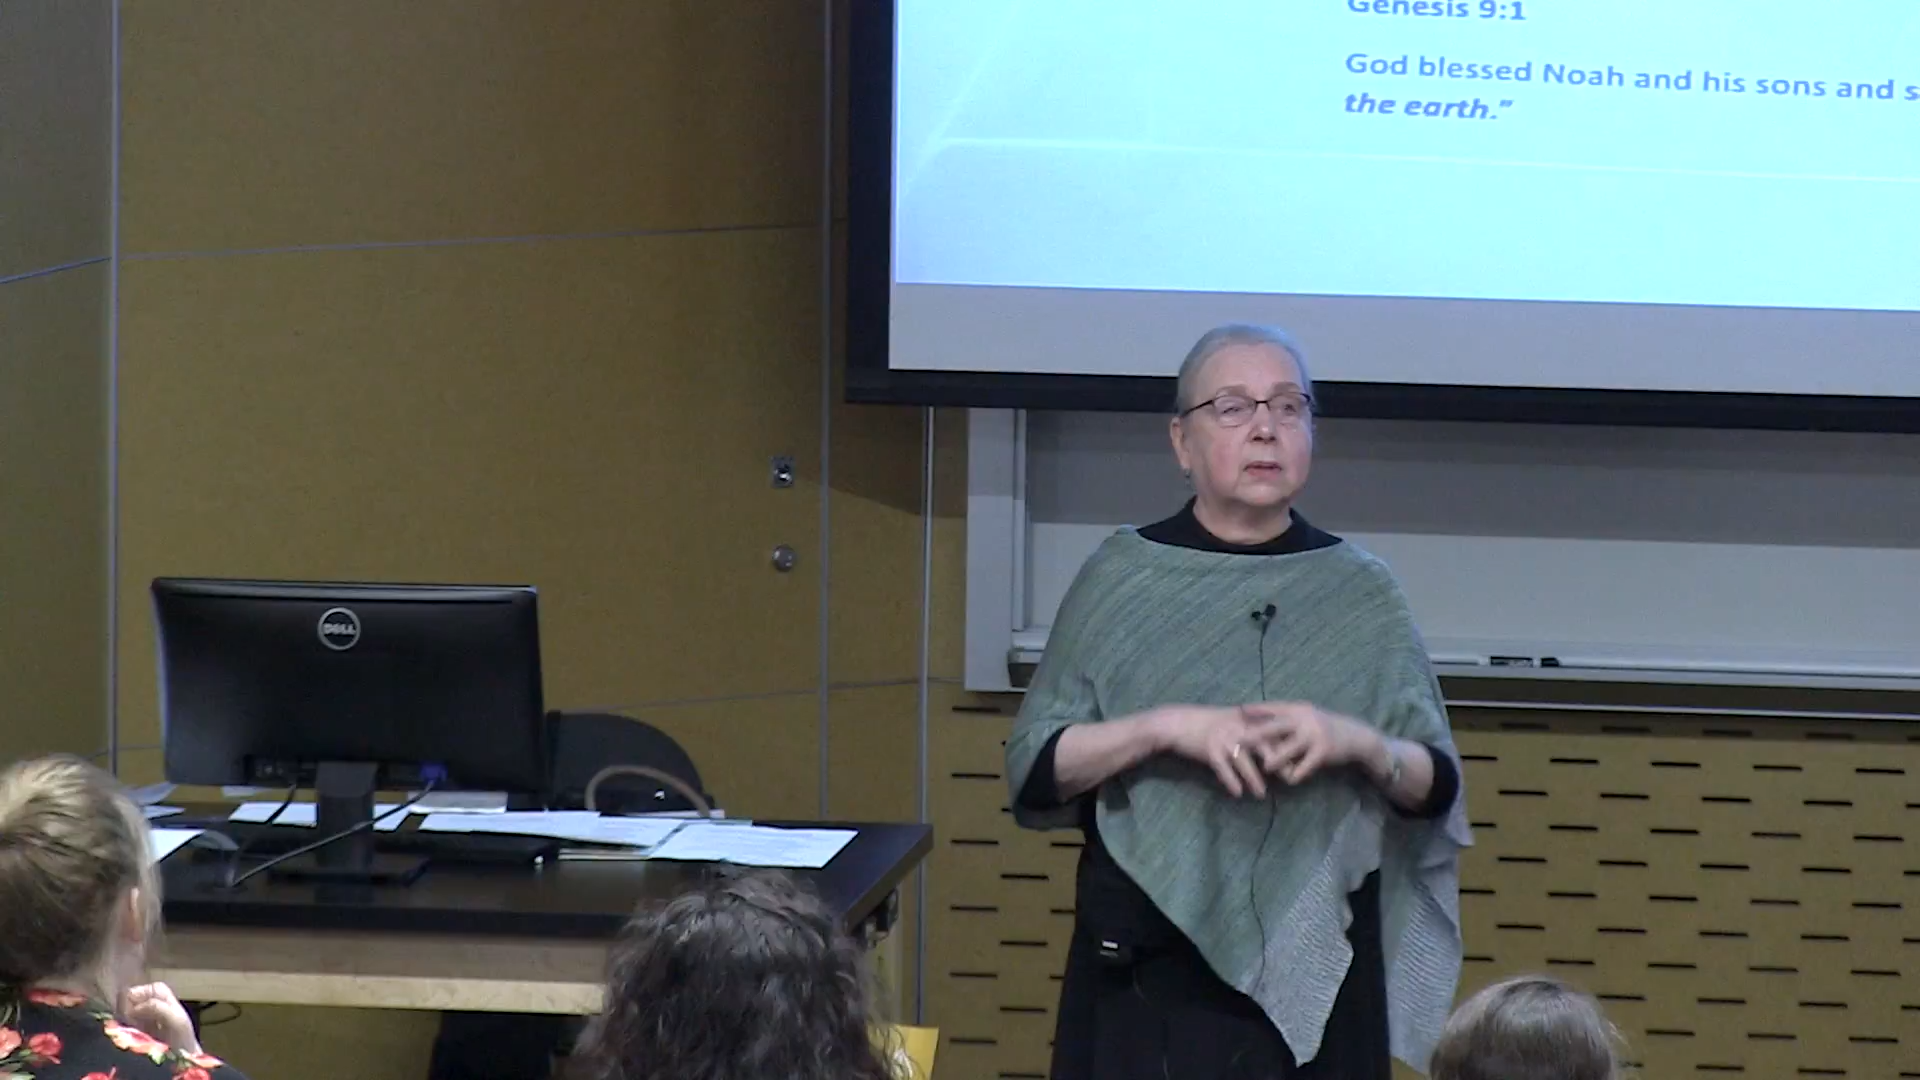 Genesis 9:1
God blessed Noah and his sons and s
the earth."
DELL